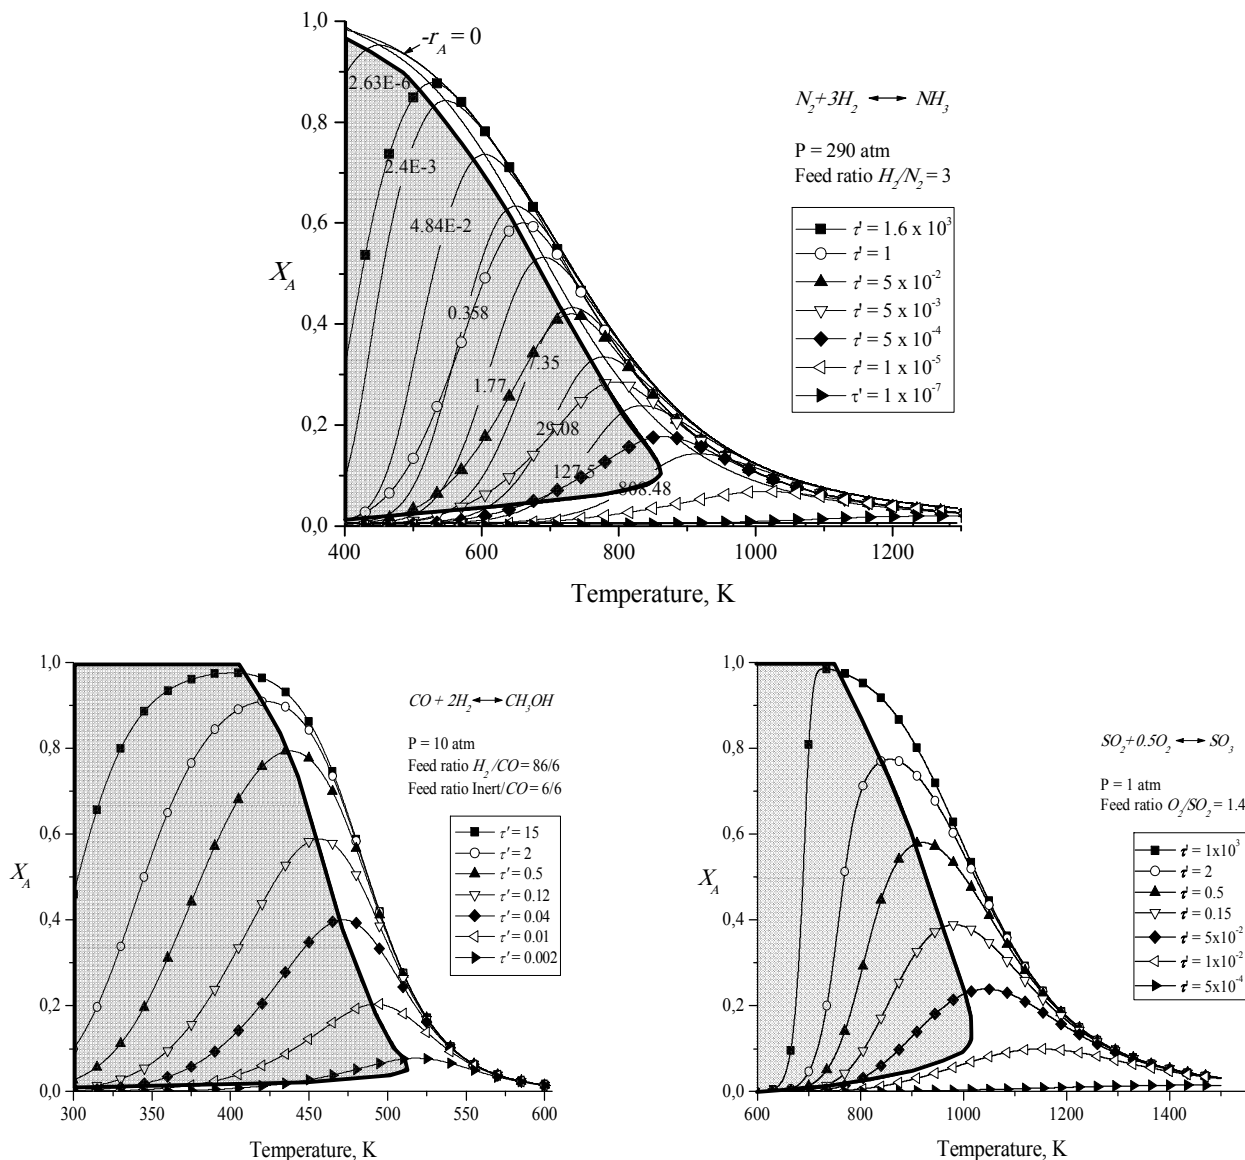 1,0
0,8
0,6
0,4
0,2
0,0
X_A
-r_A = 0
2.63E-6
2.4E-3
4.84E-2
0.358
1.77
7.35
29.08
127.5
808.48
400 600 800 1000 1200
Temperature, K
N_2+3H_2 ⟷ NH_3
P = 290 atm
Feed ratio H_2/N_2 = 3
τ' = 1.6 x 10^3
τ' = 1
τ' = 5 x 10^-2
τ' = 5 x 10^-3
τ' = 5 x 10^-4
τ' = 1 x 10^-5
τ' = 1 x 10^-7
1,0
0,8
0,6
0,4
0,2
0,0
X_A
300 350 400 450 500 550 600
Temperature, K
CO + 2H_2 ⟷ CH_3OH
P = 10 atm
Feed ratio H_2/CO = 86/6
Feed ratio Inert/CO = 6/6
τ' = 15
τ' = 2
τ' = 0.5
τ' = 0.12
τ' = 0.04
τ' = 0.01
τ' = 0.002
1,0
0,8
0,6
0,4
0,2
0,0
X_A
600 800 1000 1200 1400
Temperature, K
SO_2+0.5O_2 ⟷ SO_3
P = 1 atm
Feed ratio O_2/SO_2 = 1.4
τ' = 1x10^3
τ' = 2
τ' = 0.5
τ' = 0.15
τ' = 5x10^-2
τ' = 1x10^-2
τ' = 5x10^-4